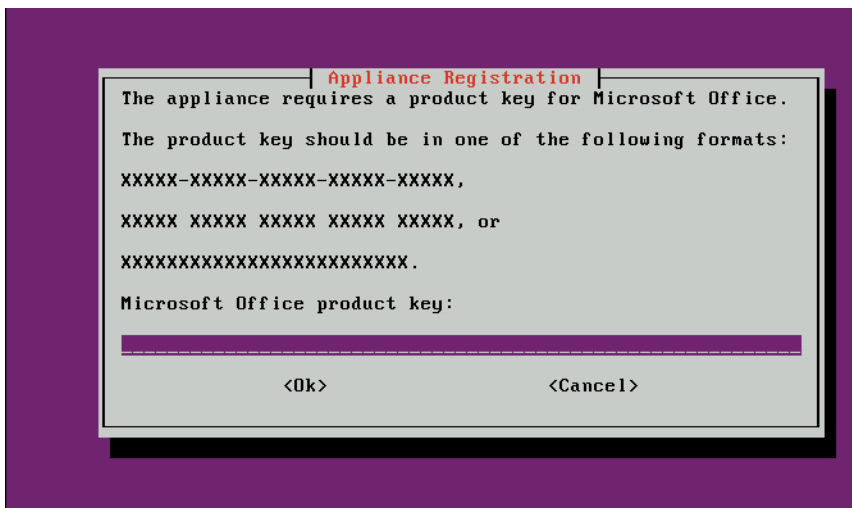 Appliance Registration
The appliance requires a product key for Microsoft Office.
The product key should be in one of the following formats:
XXXXX-XXXXX-XXXXX-XXXXX-XXXXX,
XXXXX XXXXX XXXXX XXXXX XXXXX, or
XXXXXXXXXXXXXXXXXXXXXXXXX.
Microsoft Office product key:
<Ok> <Cancel>